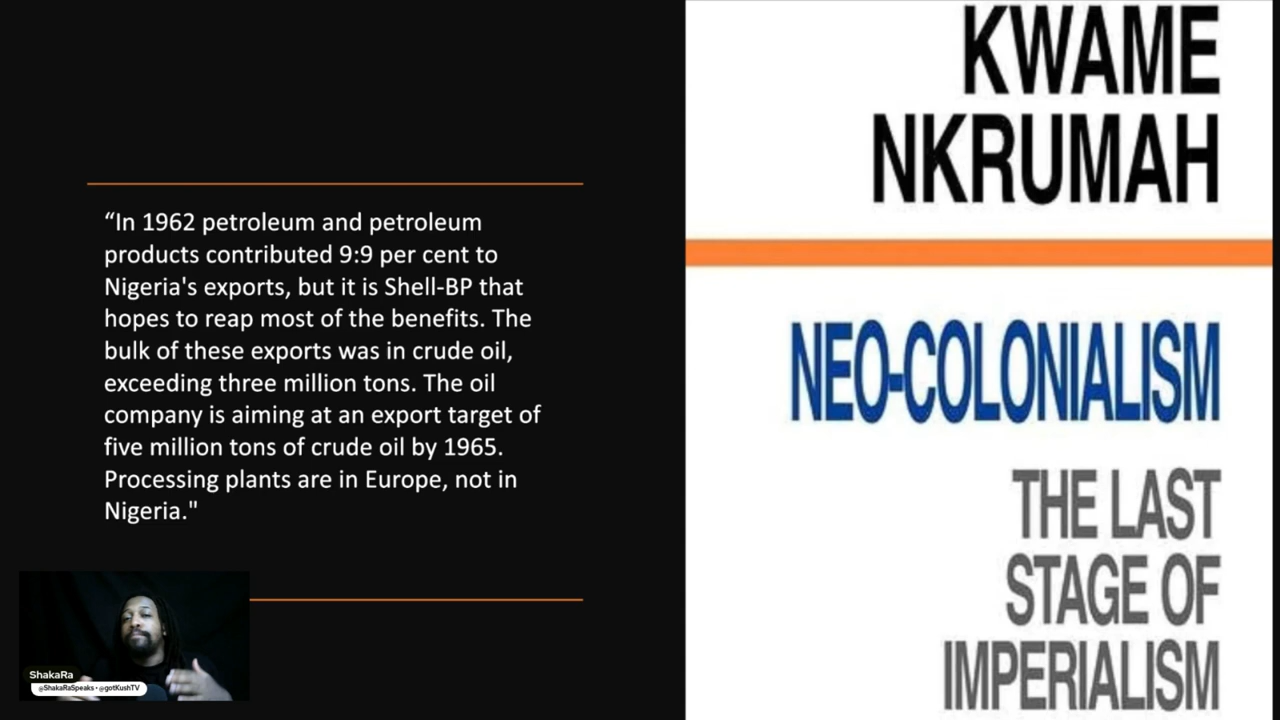 “In 1962 petroleum and petroleum
products contributed 9:9 per cent to
Nigeria's exports, but it is Shell-BP that
hopes to reap most of the benefits. The
bulk of these exports was in crude oil,
exceeding three million tons. The oil
company is aiming at an export target of
five million tons of crude oil by 1965.
Processing plants are in Europe, not in
Nigeria."
KWAME
NKRUMAH
NEO-COLONIALISM
THE LAST
STAGE OF
IMPERIALISM
ShakaRa
@ShakaRaSpeaks • @gotKushTV